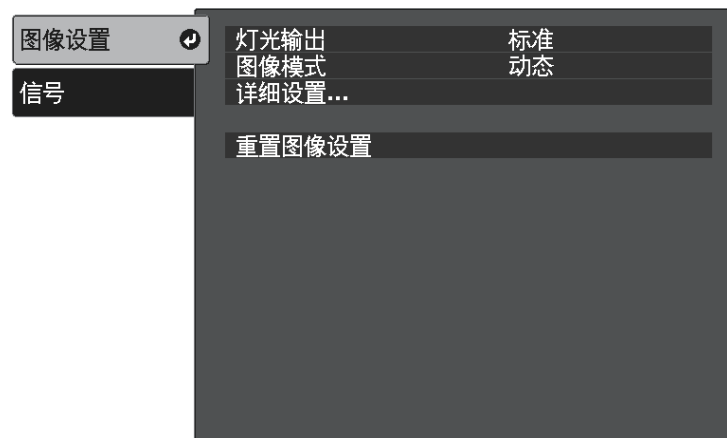 图像设置
信号
灯光输出 标准
图像模式 动态
详细设置...
重置图像设置